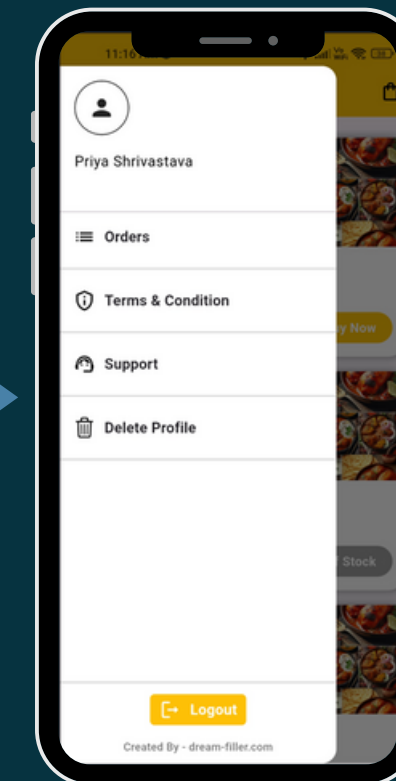 11:16
Priya Shrivastava
Orders
Terms & Condition
Support
Delete Profile
Now
Stock
Logout
Created By - dream-filler.com